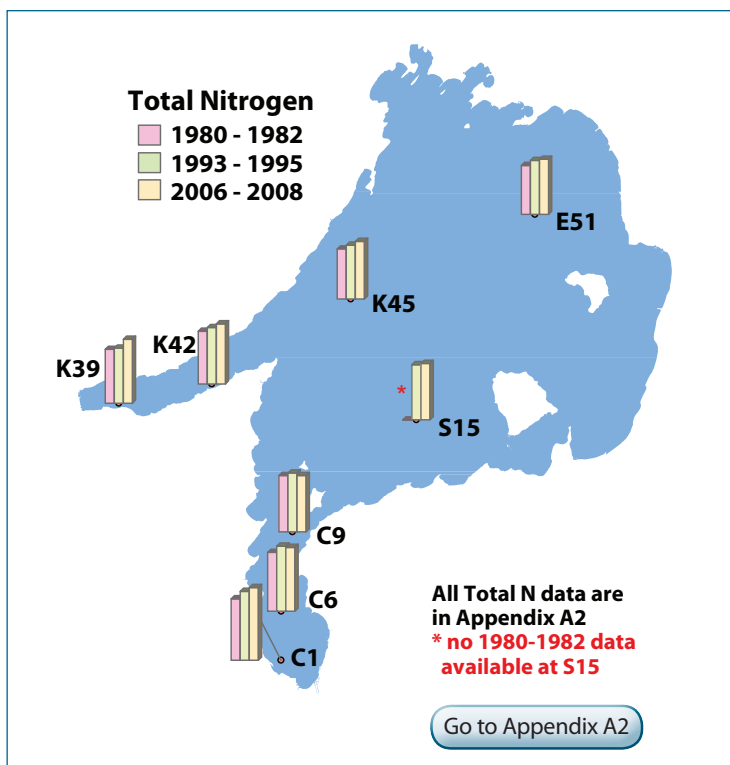 Total Nitrogen
1980 - 1982
1993 - 1995
2006 - 2008
E51
K45
K42
K39
*
S15
C9
C6
C1
All Total N data are
in Appendix A2
* no 1980-1982 data
available at S15
Go to Appendix A2